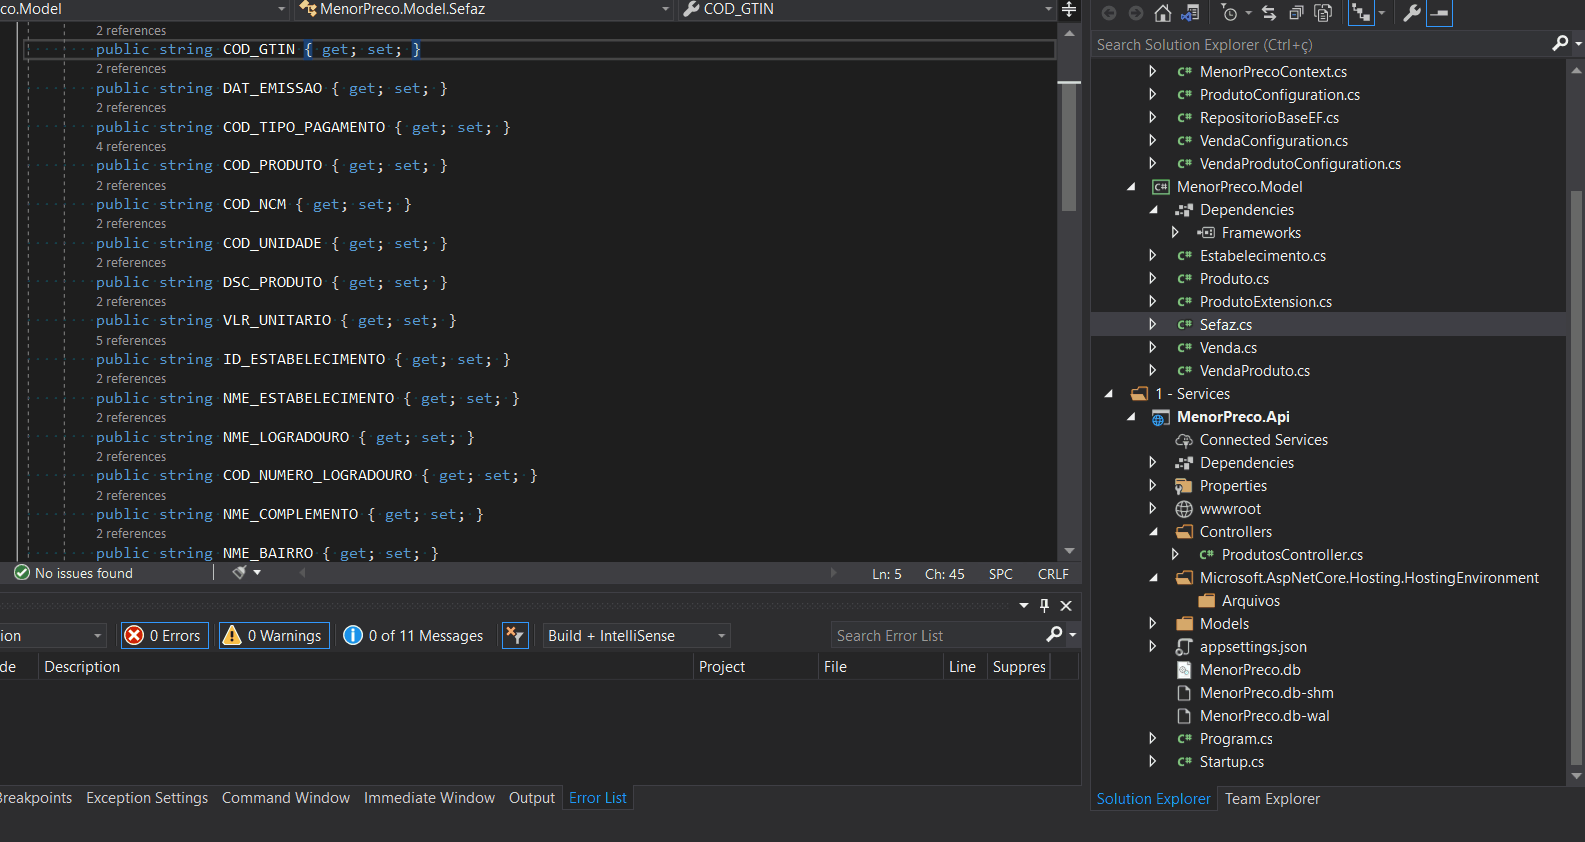 co.Model
MenorPreco.Model.Sefaz
COD_GTIN
2 references
public string COD_GTIN { get; set; }
2 references
public string DAT_EMISSAO { get; set; }
2 references
public string COD_TIPO_PAGAMENTO { get; set; }
4 references
public string COD_PRODUTO { get; set; }
2 references
public string COD_NCM { get; set; }
2 references
public string COD_UNIDADE { get; set; }
2 references
public string DSC_PRODUTO { get; set; }
2 references
public string VLR_UNITARIO { get; set; }
5 references
public string ID_ESTABELECIMENTO { get; set; }
2 references
public string NME_ESTABELECIMENTO { get; set; }
2 references
public string NME_LOGRADOURO { get; set; }
2 references
public string COD_NUMERO_LOGRADOURO { get; set; }
2 references
public string NME_COMPLEMENTO { get; set; }
2 references
public string NME_BAIRRO { get; set; }
No issues found
Ln: 5 Ch: 45 SPC CRLF
ion
0 Errors
0 Warnings
0 of 11 Messages
Build + IntelliSense
Search Error List
de Description Project File Line Suppres
Breakpoints Exception Settings Command Window Immediate Window Output Error List
Search Solution Explorer (Ctrl+ç)
C# MenorPrecoContext.cs
C# ProdutoConfiguration.cs
C# RepositorioBaseEF.cs
C# VendaConfiguration.cs
C# VendaProdutoConfiguration.cs
C# MenorPreco.Model
Dependencies
Frameworks
C# Estabelecimento.cs
C# Produto.cs
C# ProdutoExtension.cs
C# Sefaz.cs
C# Venda.cs
C# VendaProduto.cs
1 - Services
MenorPreco.Api
Connected Services
Dependencies
Properties
wwwroot
Controllers
C# ProdutosController.cs
Microsoft.AspNetCore.Hosting.HostingEnvironment
Arquivos
Models
appsettings.json
MenorPreco.db
MenorPreco.db-shm
MenorPreco.db-wal
C# Program.cs
C# Startup.cs
Solution Explorer Team Explorer